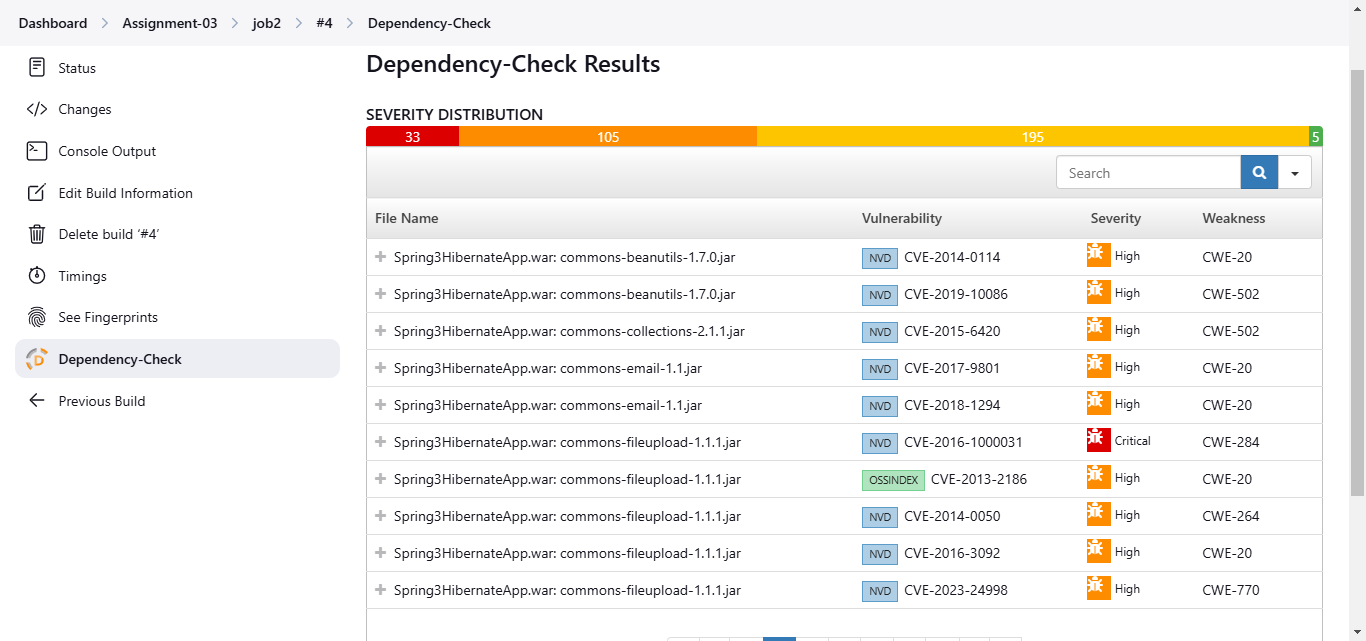 Dashboard Assignment-03 job2 #4 Dependency-Check
Status
Changes
Console Output
Edit Build Information
Delete build ‘#4’
Timings
See Fingerprints
Dependency-Check
Previous Build
Dependency-Check Results
SEVERITY DISTRIBUTION
33 105 195 5
Search
File Name Vulnerability Severity Weakness
Spring3HibernateApp.war: commons-beanutils-1.7.0.jar NVD CVE-2014-0114 High CWE-20
Spring3HibernateApp.war: commons-beanutils-1.7.0.jar NVD CVE-2019-10086 High CWE-502
Spring3HibernateApp.war: commons-collections-2.1.1.jar NVD CVE-2015-6420 High CWE-502
Spring3HibernateApp.war: commons-email-1.1.jar NVD CVE-2017-9801 High CWE-20
Spring3HibernateApp.war: commons-email-1.1.jar NVD CVE-2018-1294 High CWE-20
Spring3HibernateApp.war: commons-fileupload-1.1.1.jar NVD CVE-2016-1000031 Critical CWE-284
Spring3HibernateApp.war: commons-fileupload-1.1.1.jar OSSINDEX CVE-2013-2186 High CWE-20
Spring3HibernateApp.war: commons-fileupload-1.1.1.jar NVD CVE-2014-0050 High CWE-264
Spring3HibernateApp.war: commons-fileupload-1.1.1.jar NVD CVE-2016-3092 High CWE-20
Spring3HibernateApp.war: commons-fileupload-1.1.1.jar NVD CVE-2023-24998 High CWE-770